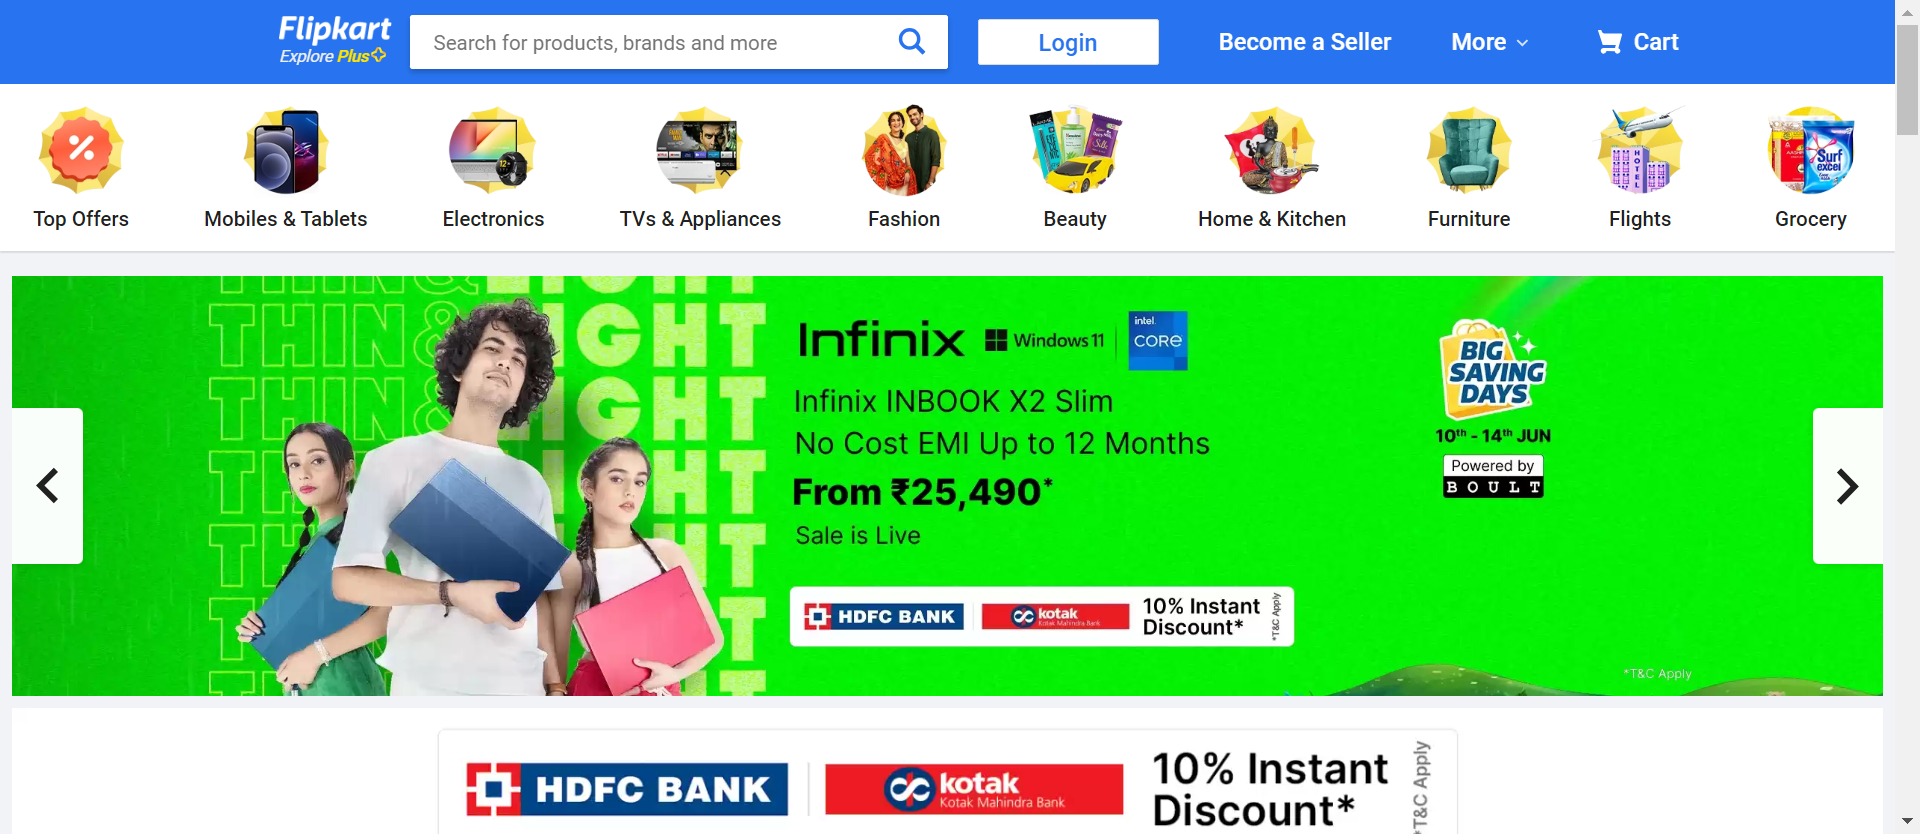 Flipkart
Explore Plus
Search for products, brands and more
Login
Become a Seller
More
Cart
Top Offers
Mobiles & Tablets
Electronics
TVs & Appliances
Fashion
Beauty
Home & Kitchen
Furniture
Flights
Grocery
HOTEL
Surf excel
THIN& LIGHT
THIN& LIGHT
THIN& LIGHT
Infinix
Windows 11
intel.
CORE
Infinix INBOOK X2 Slim
No Cost EMI Up to 12 Months
From ₹25,490*
Sale is Live
HDFC BANK
kotak
Kotak Mahindra Bank
10% Instant
Discount*
*T&C Apply
BIG
SAVING
DAYS
10th - 14th JUN
Powered by
BOULT
*T&C Apply
HDFC BANK
kotak
Kotak Mahindra Bank
10% Instant
Discount*
*T&C Apply